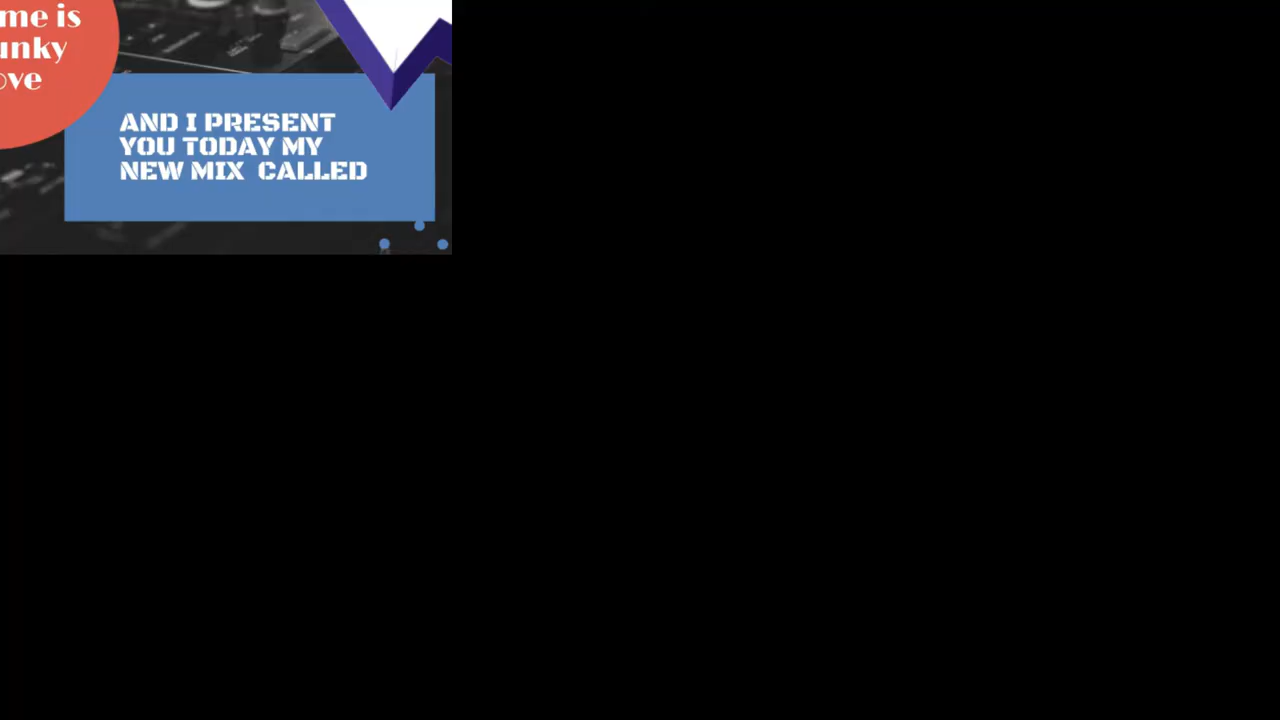 me is
unky
ove
AND I PRESENT
YOU TODAY MY
NEW MIX CALLED